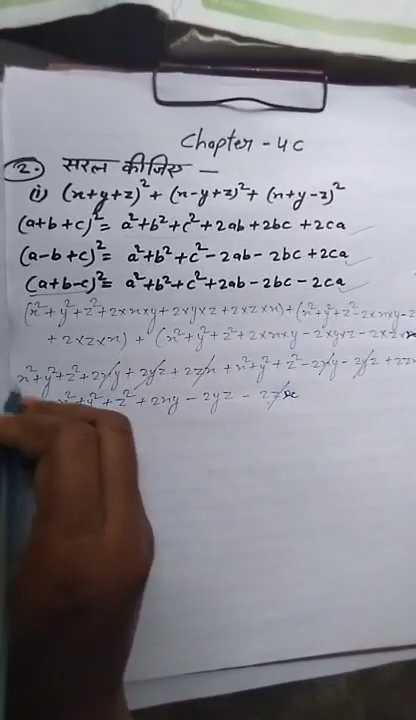 Chapter - 4C
2. सरल कीजिए —
(i) (x+y+z)² + (x-y+z)² + (x+y-z)²
(a+b+c)² = a²+b²+c²+2ab+2bc+2ca
(a-b+c)² = a²+b²+c²-2ab-2bc+2ca
(a+b-c)² = a²+b²+c²+2ab-2bc-2ca
(x²+y²+z²+2×x×y+2×y×z+2×z×x)+(x²+y²+z²-2×x×y-2
+2×z×x) + (x²+y²+z²+2×x×y-2×y×z-2×z×x
x²+y²+z²+2xy+2yz+2zx+x²+y²+z²-2xy-2yz+2zx
x²+y²+z²+2xy-2yz-2zx